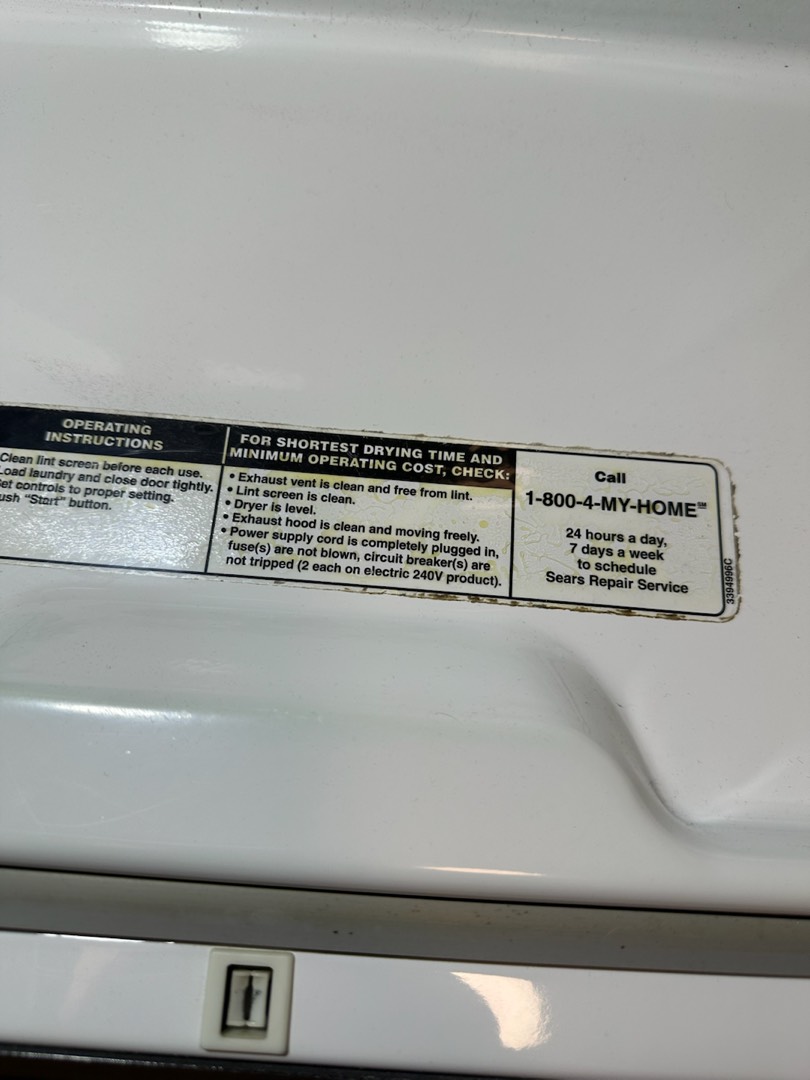 OPERATING
INSTRUCTIONS
Clean lint screen before each use.
Load laundry and close door tightly.
et controls to proper setting.
ush "Start" button.
FOR SHORTEST DRYING TIME AND
MINIMUM OPERATING COST, CHECK:
• Exhaust vent is clean and free from lint.
• Lint screen is clean.
• Dryer is level.
• Exhaust hood is clean and moving freely.
• Power supply cord is completely plugged in,
fuse(s) are not blown, circuit breaker(s) are
not tripped (2 each on electric 240V product).
Call
1-800-4-MY-HOME℠
24 hours a day,
7 days a week
to schedule
Sears Repair Service
3394996C